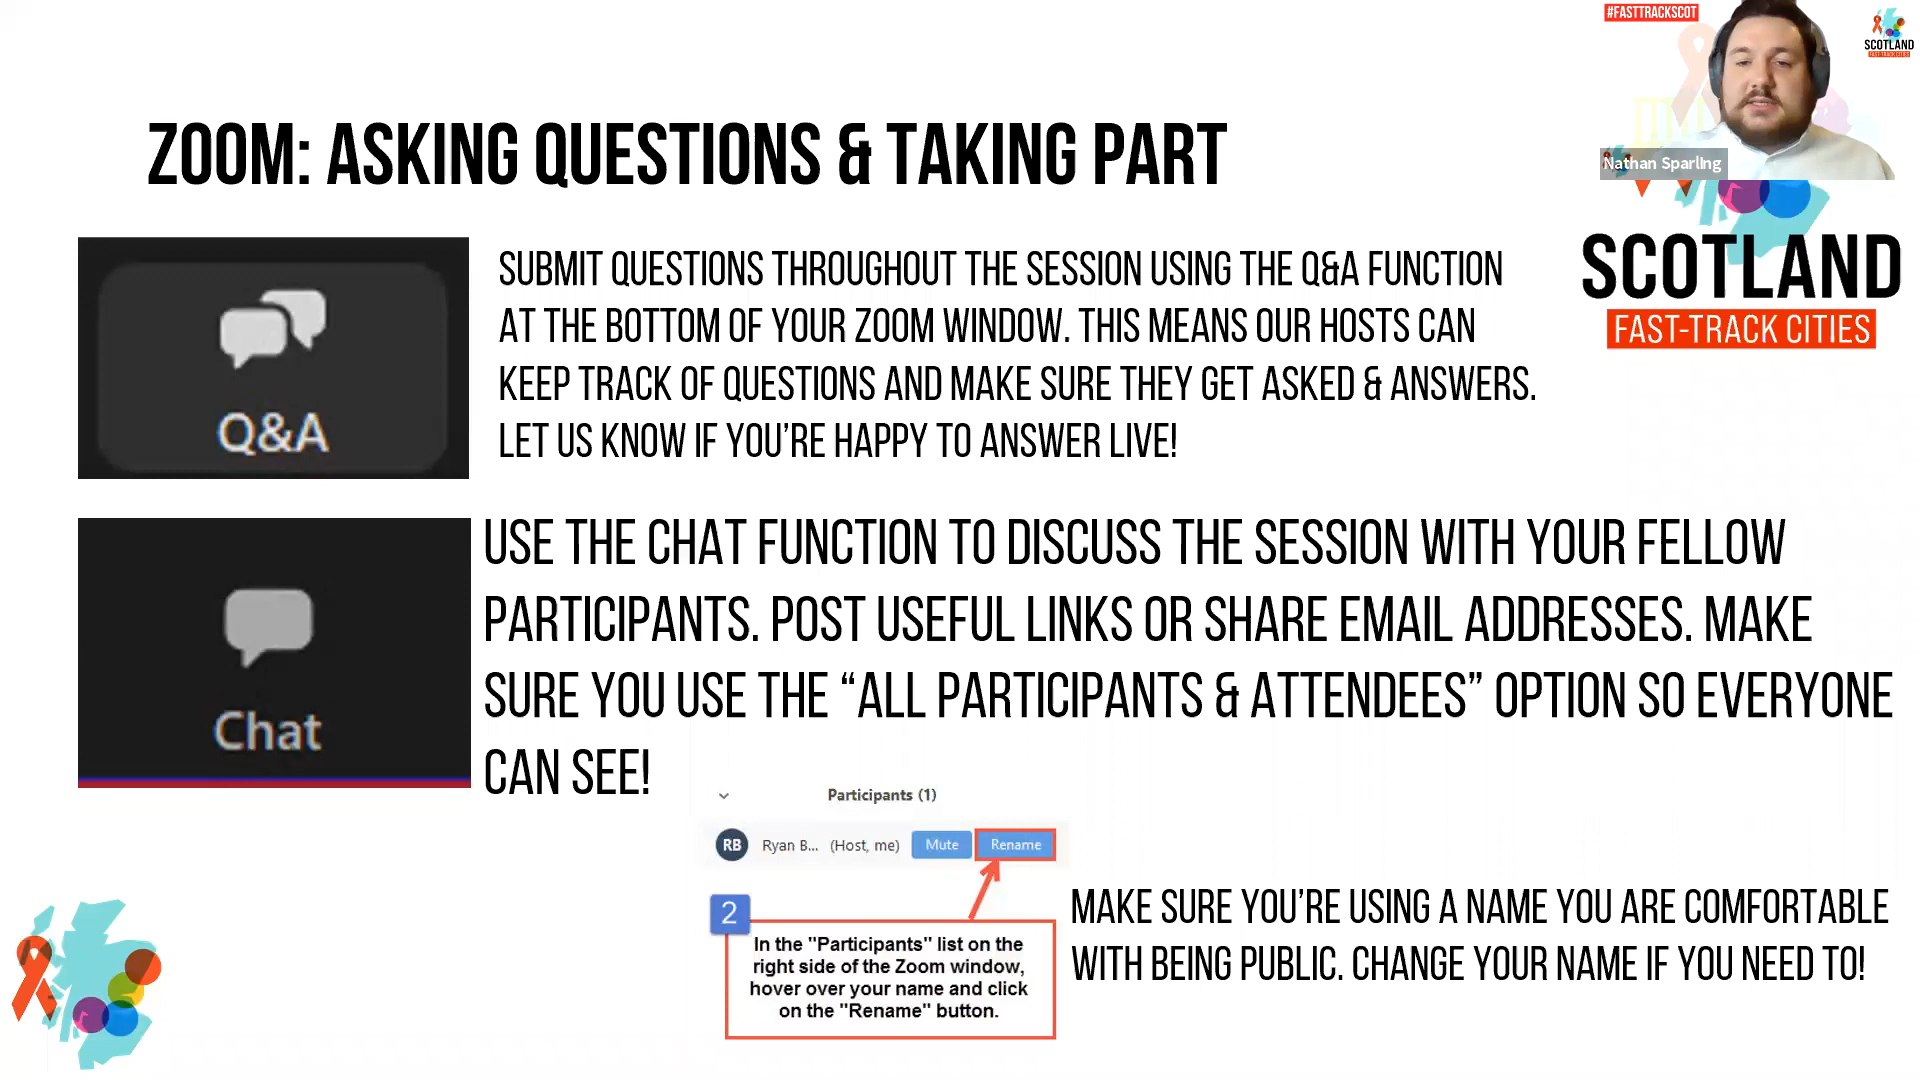 #FASTTRACKSCOT
SCOTLAND
FAST-TRACK CITIES
Nathan Sparling
ZOOM: ASKING QUESTIONS & TAKING PART
SCOTLAND
FAST-TRACK CITIES
Q&A
SUBMIT QUESTIONS THROUGHOUT THE SESSION USING THE Q&A FUNCTION
AT THE BOTTOM OF YOUR ZOOM WINDOW. THIS MEANS OUR HOSTS CAN
KEEP TRACK OF QUESTIONS AND MAKE SURE THEY GET ASKED & ANSWERS.
LET US KNOW IF YOU’RE HAPPY TO ANSWER LIVE!
Chat
USE THE CHAT FUNCTION TO DISCUSS THE SESSION WITH YOUR FELLOW
PARTICIPANTS. POST USEFUL LINKS OR SHARE EMAIL ADDRESSES. MAKE
SURE YOU USE THE “ALL PARTICIPANTS & ATTENDEES” OPTION SO EVERYONE
CAN SEE!
Participants (1)
RB Ryan B... (Host, me) Mute Rename
2
In the "Participants" list on the
right side of the Zoom window,
hover over your name and click
on the "Rename" button.
MAKE SURE YOU’RE USING A NAME YOU ARE COMFORTABLE
WITH BEING PUBLIC. CHANGE YOUR NAME IF YOU NEED TO!